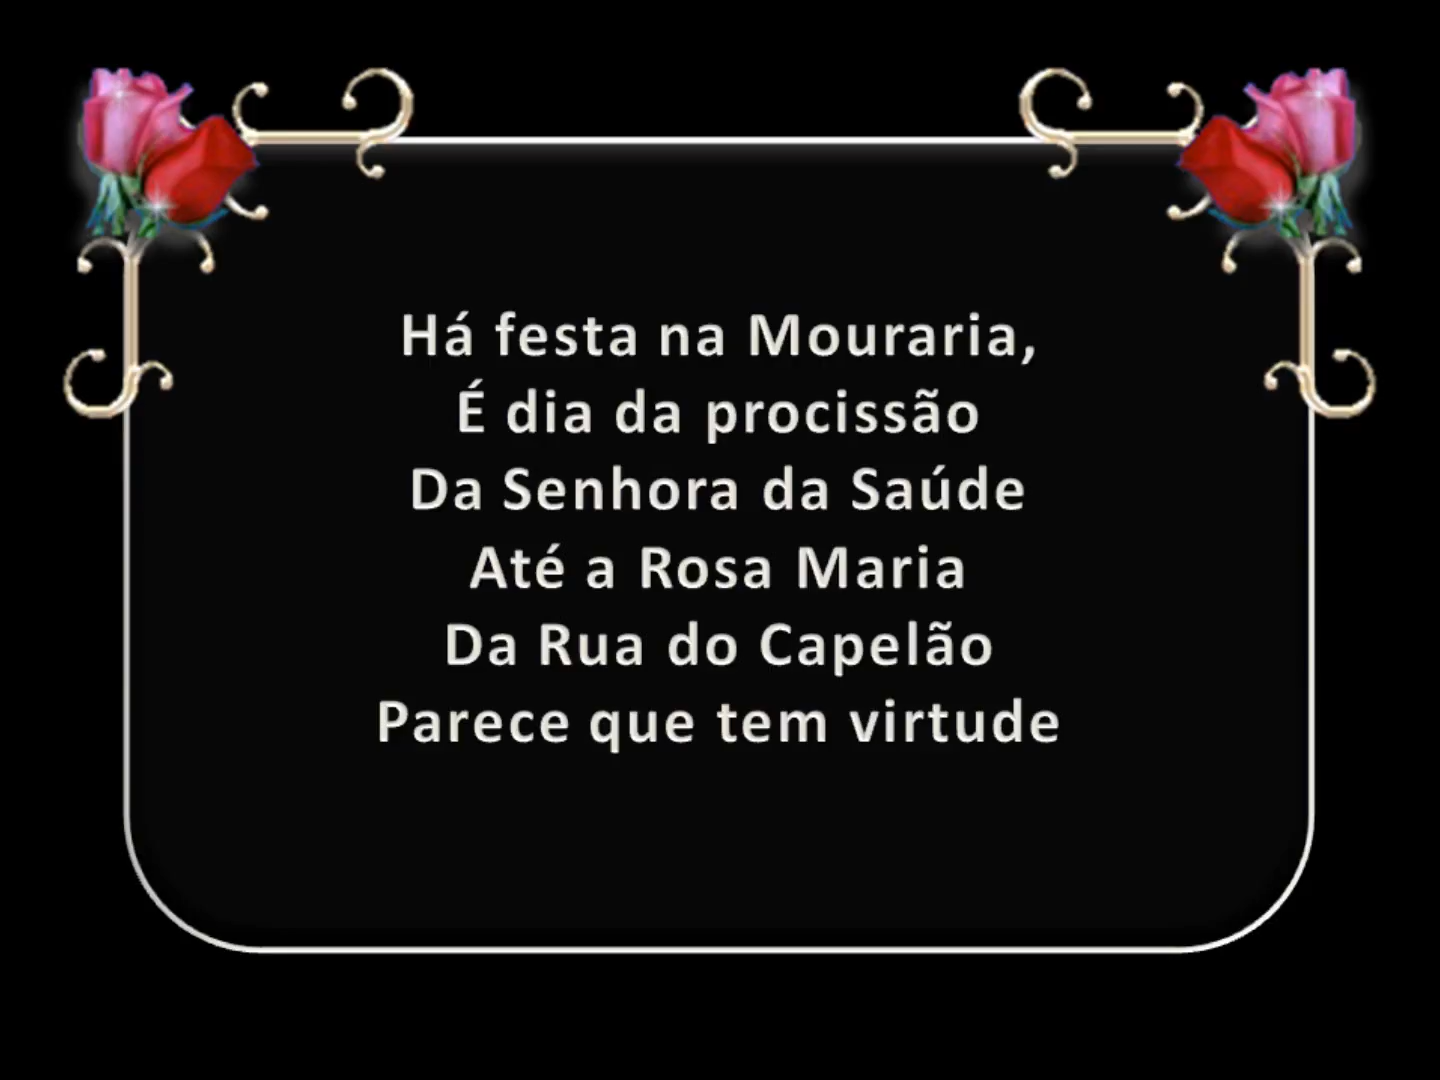 Há festa na Mouraria,
É dia da procissão
Da Senhora da Saúde
Até a Rosa Maria
Da Rua do Capelão
Parece que tem virtude